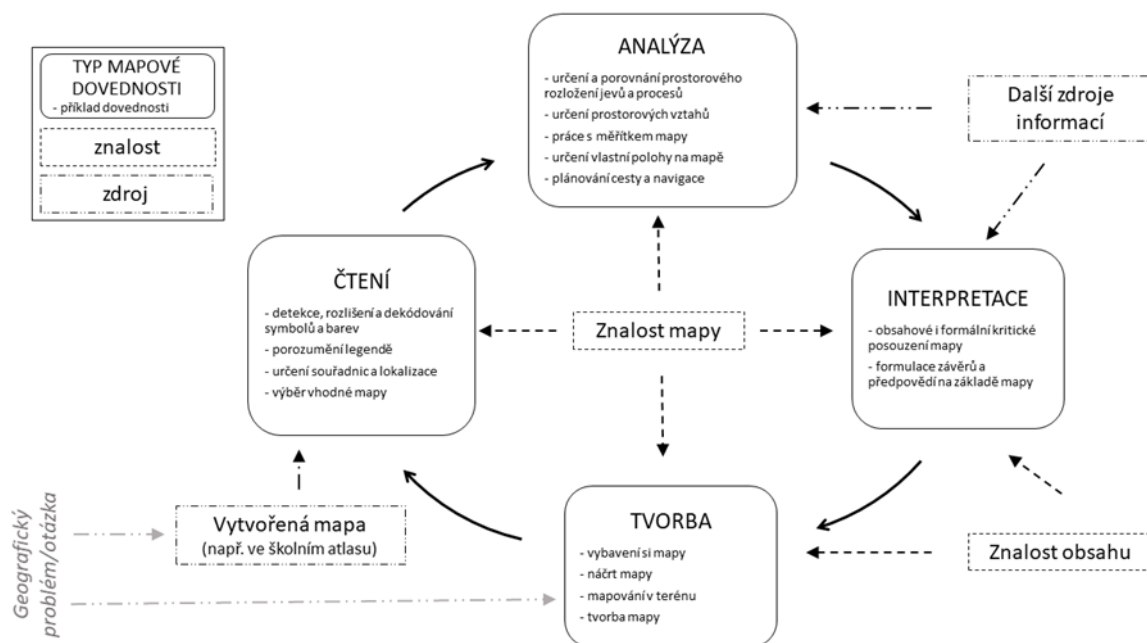 TYP MAPOVÉ
DOVEDNOSTI
- příklad dovednosti
znalost
zdroj
ANALÝZA
- určení a porovnání prostorového
rozložení jevů a procesů
- určení prostorových vztahů
- práce s měřítkem mapy
- určení vlastní polohy na mapě
- plánování cesty a navigace
Další zdroje
informací
ČTENÍ
- detekce, rozlišení a dekódování
symbolů a barev
- porozumění legendě
- určení souřadnic a lokalizace
- výběr vhodné mapy
Znalost mapy
INTERPRETACE
- obsahové i formální kritické
posouzení mapy
- formulace závěrů a
předpovědí na základě mapy
Geografický
problém/otázka
Vytvořená mapa
(např. ve školním atlasu)
TVORBA
- vybavení si mapy
- náčrt mapy
- mapování v terénu
- tvorba mapy
Znalost obsahu